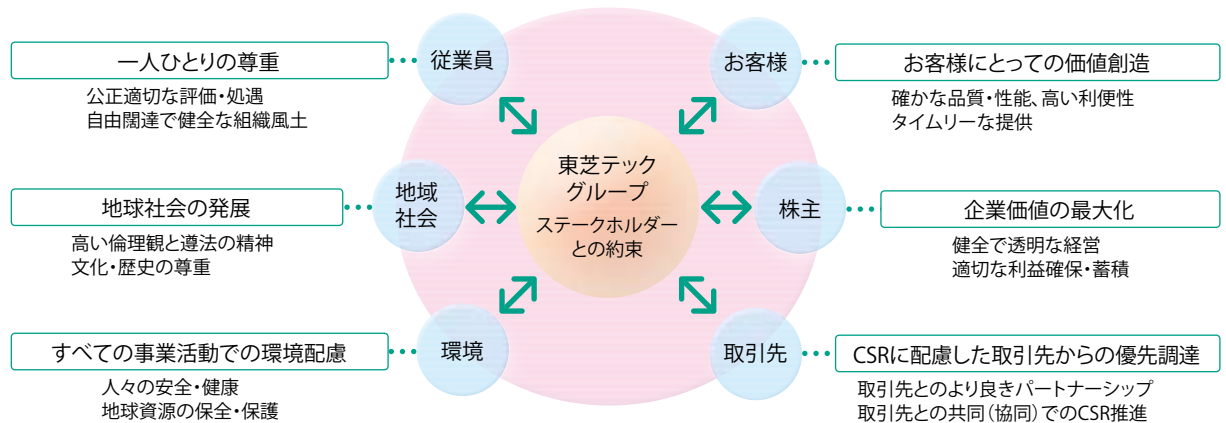 従業員
一人ひとりの尊重
公正適切な評価・処遇
自由闊達で健全な組織風土
お客様
お客様にとっての価値創造
確かな品質・性能、高い利便性
タイムリーな提供
東芝テック
グループ
ステークホルダー
との約束
地域
社会
地球社会の発展
高い倫理観と遵法の精神
文化・歴史の尊重
株主
企業価値の最大化
健全で透明な経営
適切な利益確保・蓄積
環境
すべての事業活動での環境配慮
人々の安全・健康
地球資源の保全・保護
取引先
CSRに配慮した取引先からの優先調達
取引先とのより良きパートナーシップ
取引先との共同(協同)でのCSR推進